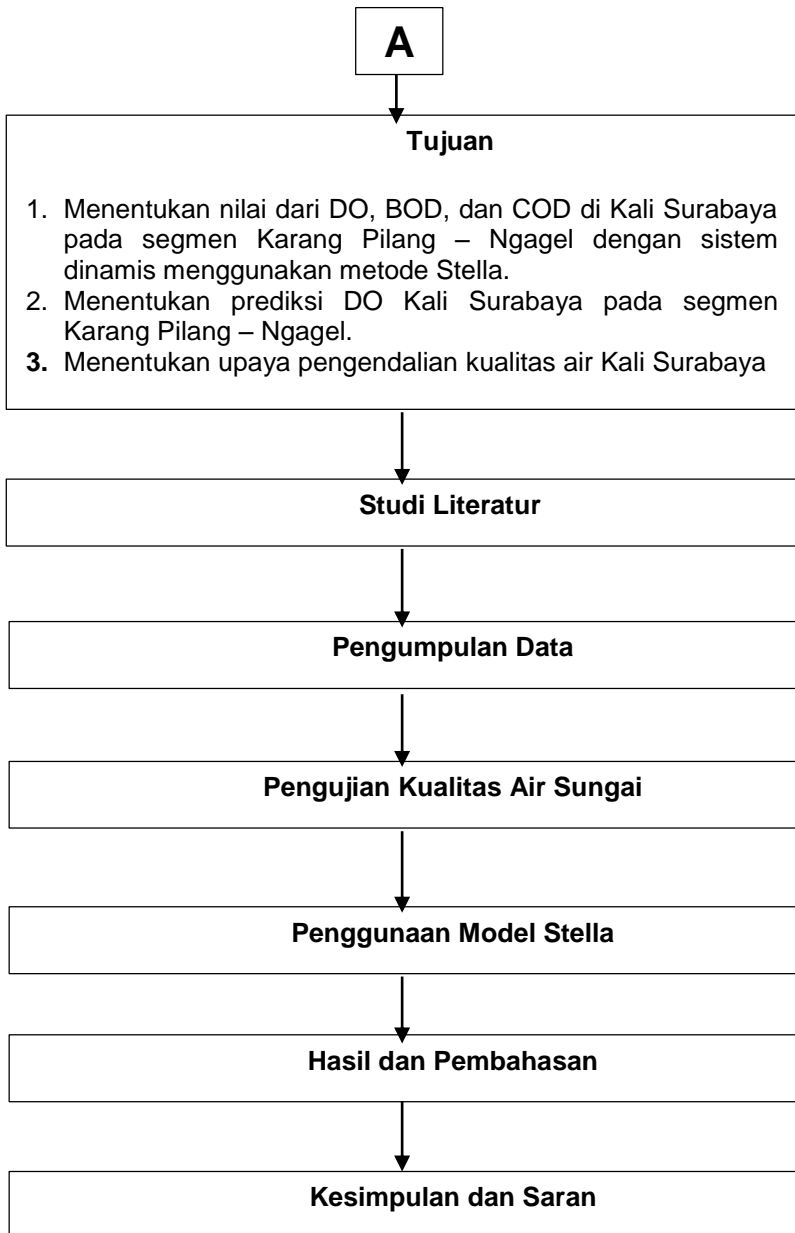 A
Tujuan
1. Menentukan nilai dari DO, BOD, dan COD di Kali Surabaya
pada segmen Karang Pilang – Ngagel dengan sistem
dinamis menggunakan metode Stella.
2. Menentukan prediksi DO Kali Surabaya pada segmen
Karang Pilang – Ngagel.
3. Menentukan upaya pengendalian kualitas air Kali Surabaya
Studi Literatur
Pengumpulan Data
Pengujian Kualitas Air Sungai
Penggunaan Model Stella
Hasil dan Pembahasan
Kesimpulan dan Saran